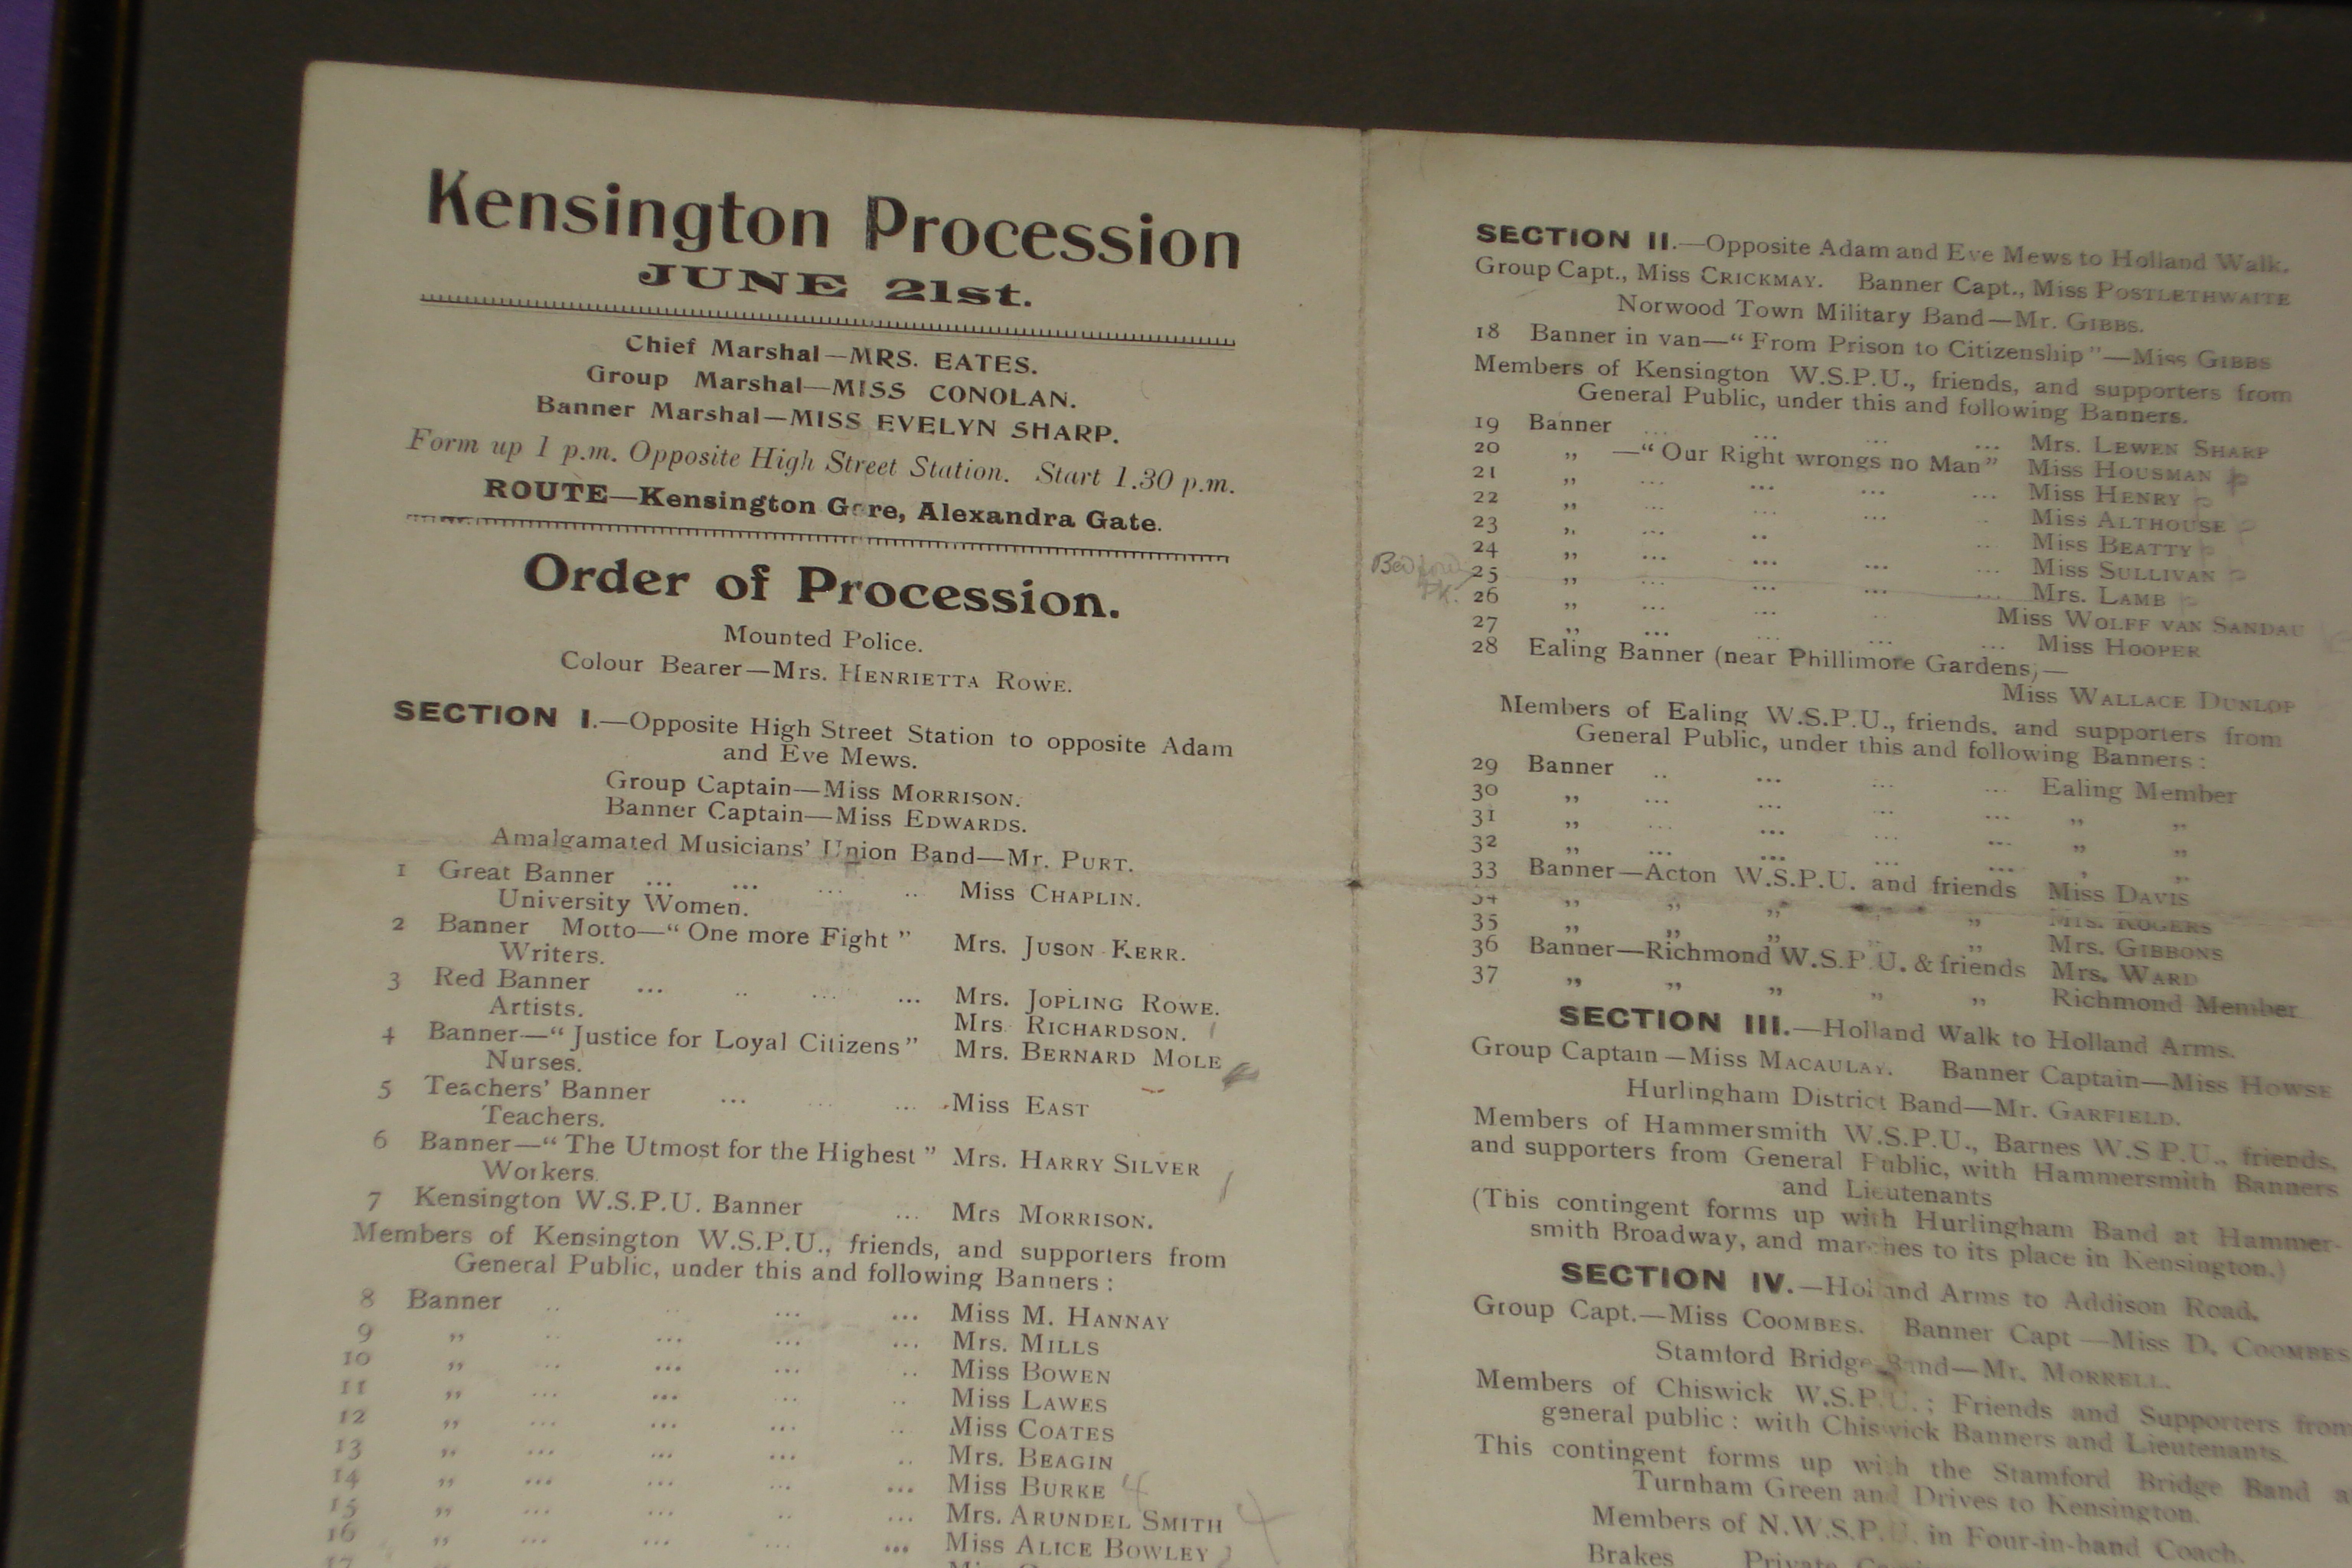 Kensington Procession
JUNE 21st.
Chief Marshal—MRS. EATES.
Group Marshal—MISS CONOLAN.
Banner Marshal—MISS EVELYN SHARP.
Form up 1 p.m. Opposite High Street Station. Start 1.30 p.m.
ROUTE—Kensington Gore, Alexandra Gate.
Order of Procession.
Mounted Police.
Colour Bearer—Mrs. HENRIETTA ROWE.
SECTION I.—Opposite High Street Station to opposite Adam
and Eve Mews.
Group Captain—Miss MORRISON.
Banner Captain—Miss EDWARDS.
Amalgamated Musicians' Union Band—Mr. PURT.
1 Great Banner ... ... ... .. Miss CHAPLIN.
University Women.
2 Banner Motto—“One more Fight” Mrs. JUSON KERR.
Writers.
3 Red Banner ... .. ... ... Mrs. JOPLING ROWE.
Artists. Mrs. RICHARDSON.
4 Banner—“Justice for Loyal Citizens” Mrs. BERNARD MOLE
Nurses.
5 Teachers' Banner ... ... ... Miss EAST
Teachers.
6 Banner—“The Utmost for the Highest” Mrs. HARRY SILVER
Workers.
7 Kensington W.S.P.U. Banner ... Mrs MORRISON.
Members of Kensington W.S.P.U., friends, and supporters from
General Public, under this and following Banners:
8 Banner .. .. ... ... Miss M. HANNAY
9 ,, .. ... ... ... Mrs. MILLS
10 ,, ... ... ... .. Miss BOWEN
11 ,, ... ... ... .. Miss LAWES
12 ,, ... ... ... .. Miss COATES
13 ,, ... ... ... .. Mrs. BEAGIN
14 ,, ... ... ... ... Miss BURKE 4
15 ,, ... ... .. ... Mrs. ARUNDEL SMITH 4
16 ,, ... ... ... ... Miss ALICE BOWLEY
17
SECTION II.—Opposite Adam and Eve Mews to Holland Walk.
Group Capt., Miss CRICKMAY. Banner Capt., Miss POSTLETHWAITE
Norwood Town Military Band—Mr. GIBBS.
18 Banner in van—“From Prison to Citizenship”—Miss GIBBS
Members of Kensington W.S.P.U., friends, and supporters from
General Public, under this and following Banners.
19 Banner ... ... ... ... Mrs. LEWEN SHARP
20 ,, —“Our Right wrongs no Man” Miss HOUSMAN
21 ,, ... ... ... ... Miss HENRY
22 ,, ... ... ... .. Miss ALTHOUSE
23 ,, ... .. .. Miss BEATTY
24 ,, ... ... ... ... Miss SULLIVAN
25 ,, ... ... ... ... Mrs. LAMB
26 ,, ... ... .. Miss WOLFF VAN SANDAU
27 ,, ... ... ... ... Miss HOOPER
28 Ealing Banner (near Phillimore Gardens,—
Miss WALLACE DUNLOP
Members of Ealing W.S.P.U., friends, and supporters from
General Public, under this and following Banners:
29 Banner .. ... ... ... Ealing Member
30 ,, ... ... ... ... ,, ,,
31 ,, ... ... ... ... ,, ,,
32 ,, ... ... ... ... ,, ,,
33 Banner—Acton W.S.P.U. and friends Miss DAVIS
34 ,, ,, ,, ,, ,, Mrs. ROGERS
35 ,, ,, ,, ,, ,, Mrs. GIBBONS
36 Banner—Richmond W.S.P.U. & friends Mrs. WARD
37 ,, ,, ,, ,, ,, Richmond Member
SECTION III.—Holland Walk to Holland Arms.
Group Captain—Miss MACAULAY. Banner Captain—Miss HOWSE
Hurlingham District Band—Mr. GARFIELD.
Members of Hammersmith W.S.P.U., Barnes W.S.P.U., friends,
and supporters from General Public, with Hammersmith Banners
and Lieutenants
(This contingent forms up with Hurlingham Band at Hammer-
smith Broadway, and marches to its place in Kensington.)
SECTION IV.—Holland Arms to Addison Road.
Group Capt.—Miss COOMBES. Banner Capt—Miss D. COOMBES
Stamford Bridge Band—Mr. MORRELL.
Members of Chiswick W.S.P.U.; Friends and Supporters from
general public: with Chiswick Banners and Lieutenants.
This contingent forms up with the Stamford Bridge Band a
Turnham Green and Drives to Kensington.
Members of N.W.S.P.U. in Four-in-hand Coach.
Brakes Private